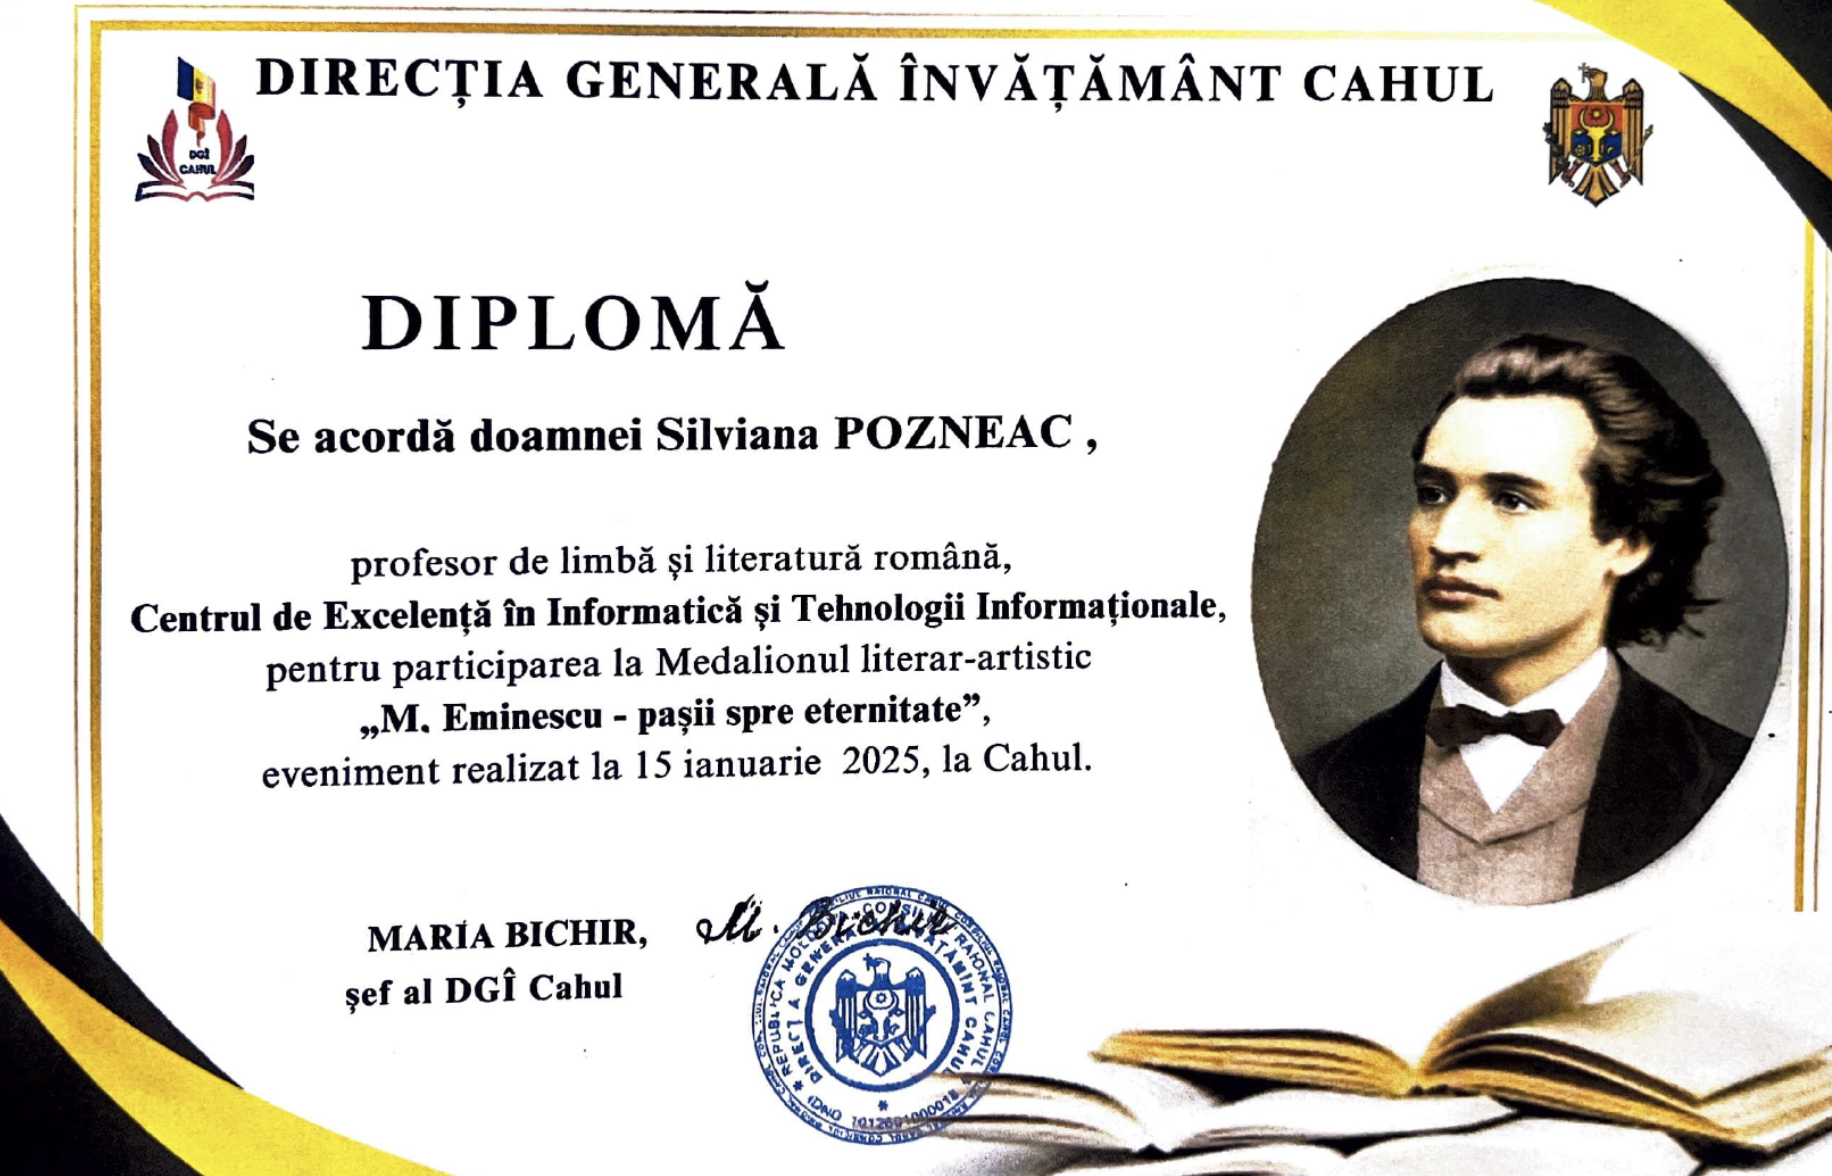 DIRECȚIA GENERALĂ ÎNVĂȚĂMÂNT CAHUL
DGÎ
CAHUL
DIPLOMĂ
Se acordă doamnei Silviana POZNEAC ,
profesor de limbă și literatură română,
Centrul de Excelență în Informatică și Tehnologii Informaționale,
pentru participarea la Medalionul literar-artistic
„M. Eminescu - pașii spre eternitate”,
eveniment realizat la 15 ianuarie 2025, la Cahul.
MARIA BICHIR,
șef al DGÎ Cahul
M. Bichir
REPUBLICA MOLDOVA * CONSILIUL RAIONAL CAHUL
GENERALĂ ÎNVĂȚĂMÎNT CAHUL
IDNO